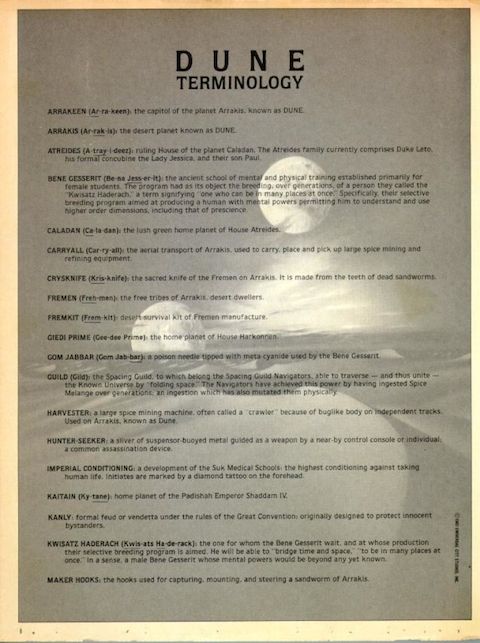 DUNE
TERMINOLOGY
ARRAKEEN (Ar-ra-keen): the capitol of the planet Arrakis, known as DUNE.
ARRAKIS (Ar-rak-is): the desert planet known as DUNE.
ATREIDES (A-tray-i-deez): ruling House of the planet Caladan. The Atreides family currently comprises Duke Leto,
his formal concubine the Lady Jessica, and their son Paul.
BENE GESSERIT (Be-na Jess-er-it): the ancient school of mental and physical training established primarily for
female students. The program had as its object the breeding, over generations, of a person they called the
"Kwisatz Haderach," a term signifying "one who can be in many places at once." Specifically, their selective
breeding program aimed at producing a human with mental powers permitting him to understand and use
higher order dimensions, including that of prescience.
CALADAN (Ca-la-dan): the lush green home planet of House Atreides.
CARRYALL (Car-ry-all): the aerial transport of Arrakis, used to carry, place and pick up large spice mining and
refining equipment.
CRYSKNIFE (Kris-knife): the sacred knife of the Fremen on Arrakis. It is made from the teeth of dead sandworms.
FREMEN (Freh-men): the free tribes of Arrakis, desert dwellers.
FREMKIT (Frem-kit): desert survival kit of Fremen manufacture.
GIEDI PRIME (Gee-dee Prime): the home planet of House Harkonnen.
GOM JABBAR (Gom Jab-bar): a poison needle tipped with meta cyanide used by the Bene Gesserit.
GUILD (Gild): the Spacing Guild, to which belong the Spacing Guild Navigators, able to traverse — and thus unite —
the Known Universe by "folding space." The Navigators have achieved this power by having ingested Spice
Melange over generations, an ingestion which has also mutated them physically.
HARVESTER: a large spice mining machine, often called a "crawler" because of buglike body on independent tracks.
Used on Arrakis, known as Dune.
HUNTER-SEEKER: a sliver of suspensor-buoyed metal guided as a weapon by a near-by control console or individual;
a common assassination device.
IMPERIAL CONDITIONING: a development of the Suk Medical Schools: the highest conditioning against taking
human life. Initiates are marked by a diamond tattoo on the forehead.
KAITAIN (Ky-tane): home planet of the Padishah Emperor Shaddam IV.
KANLY: formal feud or vendetta under the rules of the Great Convention; originally designed to protect innocent
bystanders.
KWISATZ HADERACH (Kwis-ats Ha-de-rack): the one for whom the Bene Gesserit wait, and at whose production
their selective breeding program is aimed. He will be able to "bridge time and space," "to be in many places at
once." In a sense, a male Bene Gesserit whose mental powers would be beyond any yet known.
MAKER HOOKS: the hooks used for capturing, mounting, and steering a sandworm of Arrakis.
UNIVERSAL CITY STUDIOS, INC.